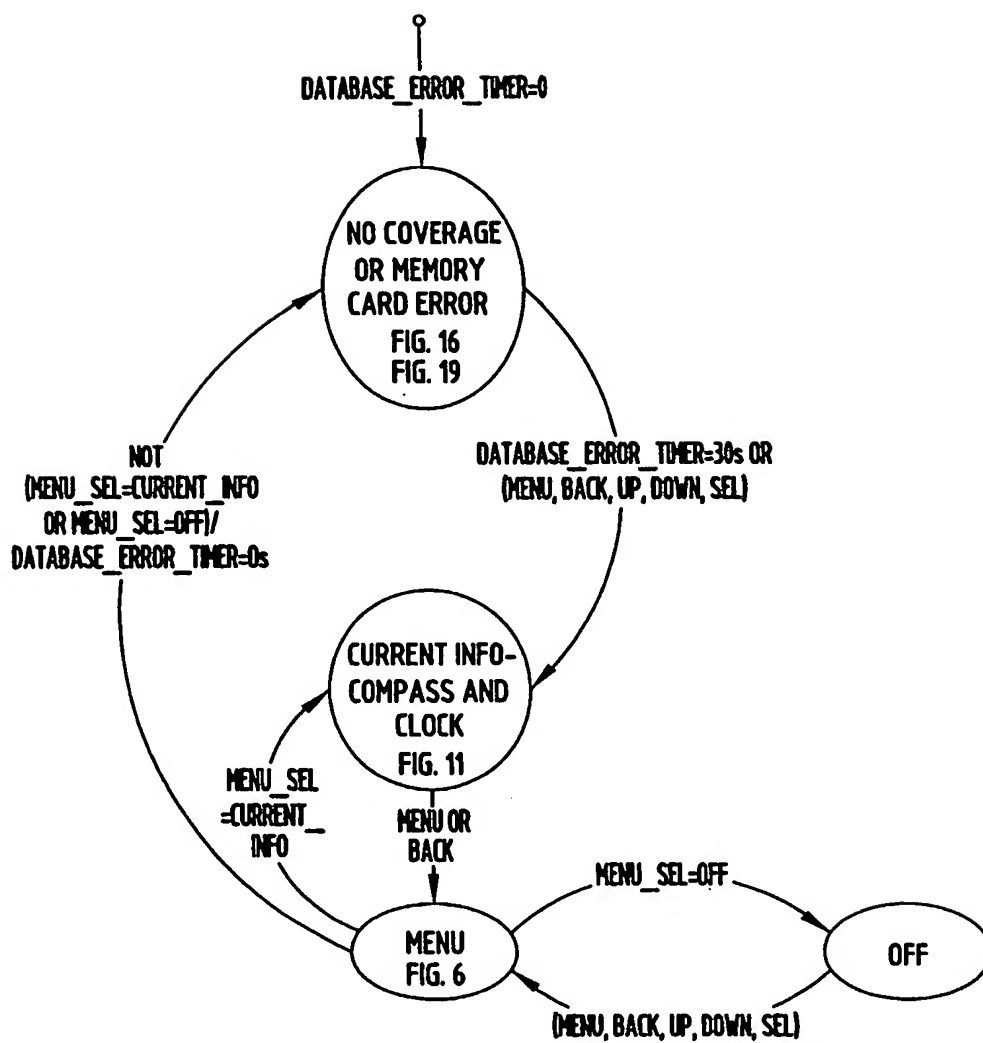 DATABASE_ERROR_TIMER=0
NO COVERAGE
OR MEMORY
CARD ERROR
FIG. 16
FIG. 19
NOT
(MENU_SEL=CURRENT_INFO
OR MENU_SEL=OFF)/
DATABASE_ERROR_TIMER=0s
DATABASE_ERROR_TIMER=30s OR
(MENU, BACK, UP, DOWN, SEL)
CURRENT INFO-
COMPASS AND
CLOCK
FIG. 11
MENU_SEL
=CURRENT_
INFO
MENU OR
BACK
MENU_SEL=OFF
MENU
FIG. 6
OFF
(MENU, BACK, UP, DOWN, SEL)